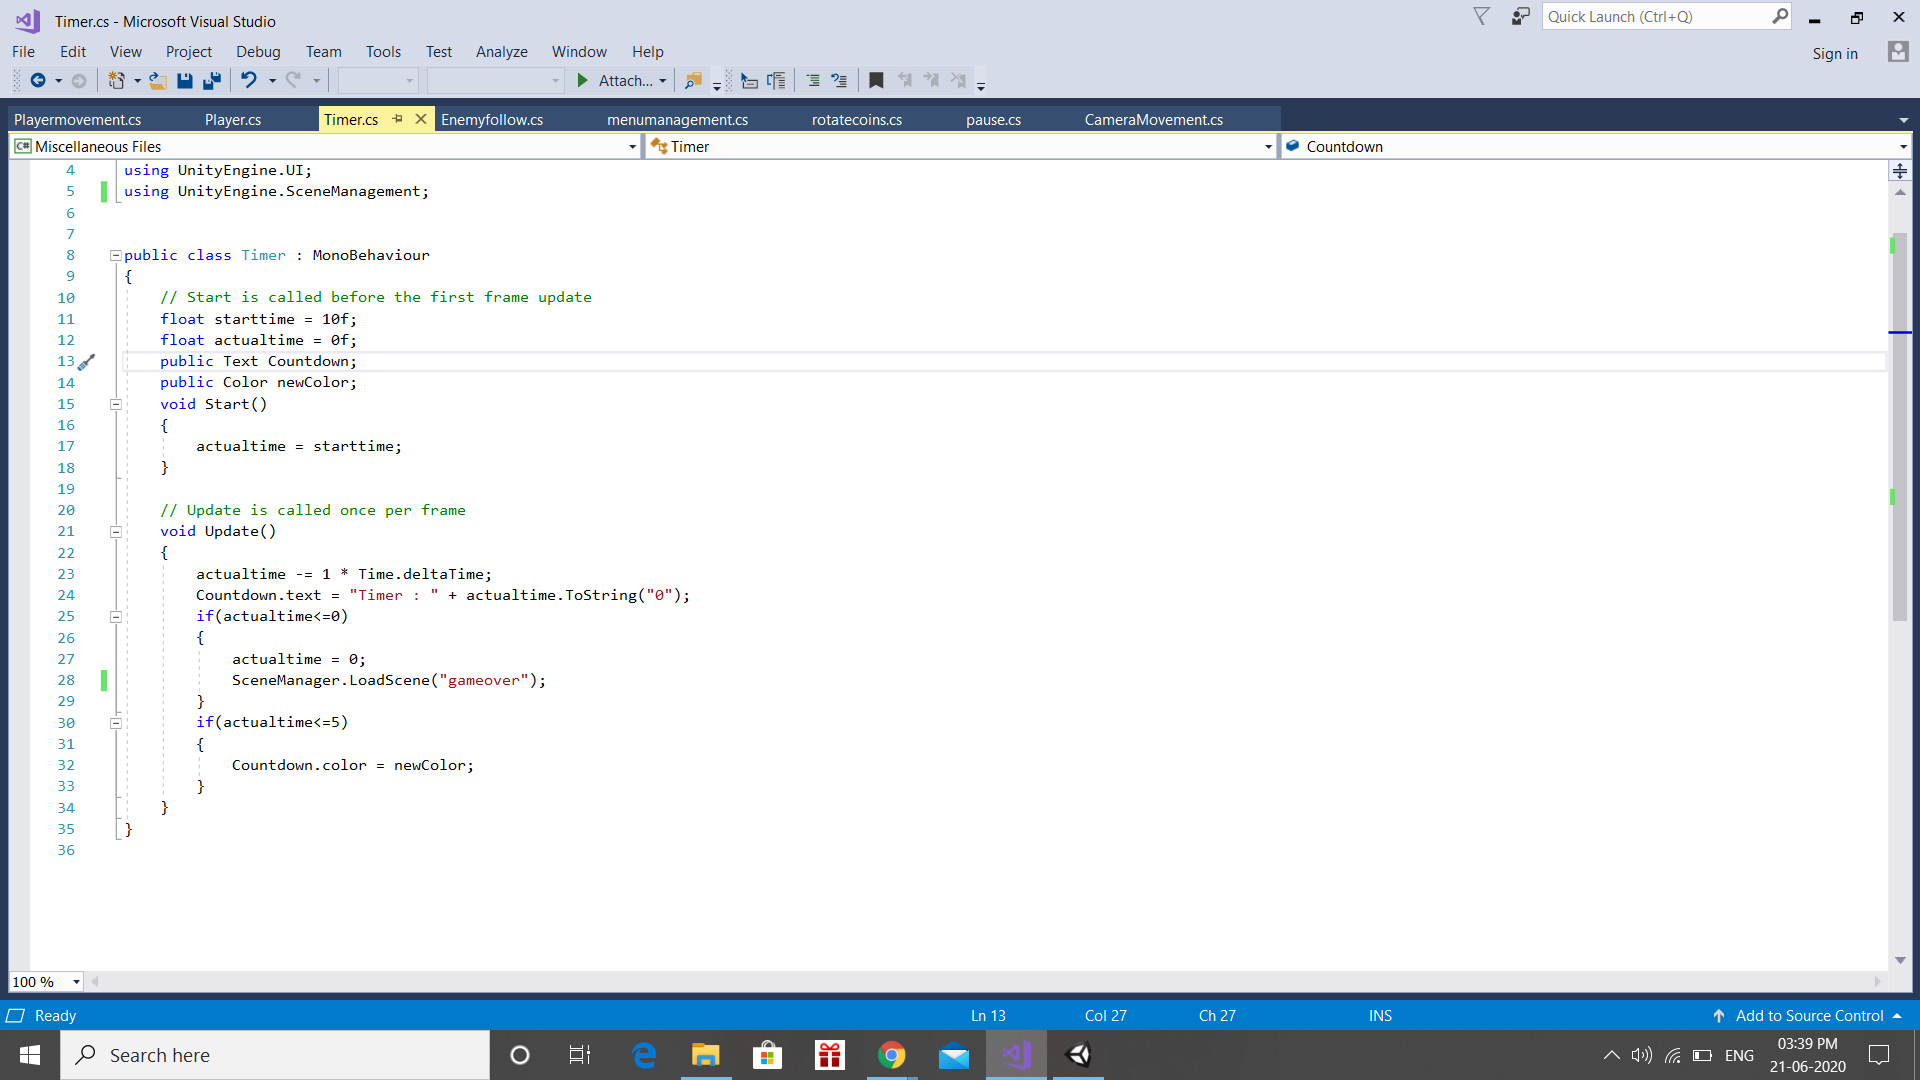 Timer.cs - Microsoft Visual Studio
Quick Launch (Ctrl+Q)
File Edit View Project Debug Team Tools Test Analyze Window Help
Sign in
Attach...
Playermovement.cs Player.cs Timer.cs Enemyfollow.cs menumanagement.cs rotatecoins.cs pause.cs CameraMovement.cs
C# Miscellaneous Files Timer Countdown
4 using UnityEngine.UI;
5 using UnityEngine.SceneManagement;
6
7
8 public class Timer : MonoBehaviour
9 {
10 // Start is called before the first frame update
11 float starttime = 10f;
12 float actualtime = 0f;
13 public Text Countdown;
14 public Color newColor;
15 void Start()
16 {
17 actualtime = starttime;
18 }
19
20 // Update is called once per frame
21 void Update()
22 {
23 actualtime -= 1 * Time.deltaTime;
24 Countdown.text = "Timer : " + actualtime.ToString("0");
25 if(actualtime<=0)
26 {
27 actualtime = 0;
28 SceneManager.LoadScene("gameover");
29 }
30 if(actualtime<=5)
31 {
32 Countdown.color = newColor;
33 }
34 }
35 }
36
100 %
Ready Ln 13 Col 27 Ch 27 INS Add to Source Control
Search here
ENG
03:39 PM
21-06-2020